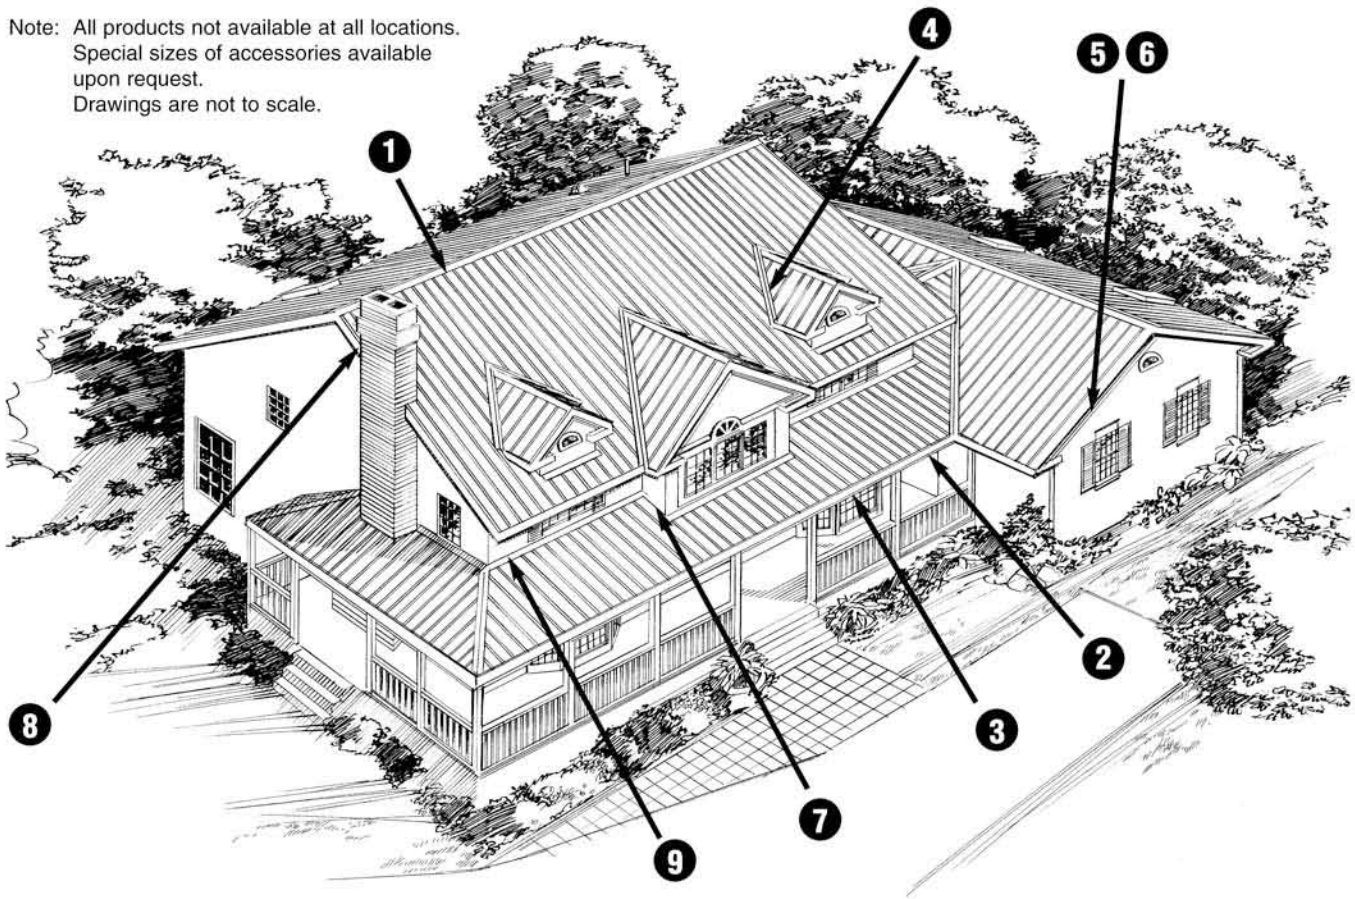 Note: All products not available at all locations.
Special sizes of accessories available
upon request.
Drawings are not to scale.
4
5 6
1
2
8
3
7
9